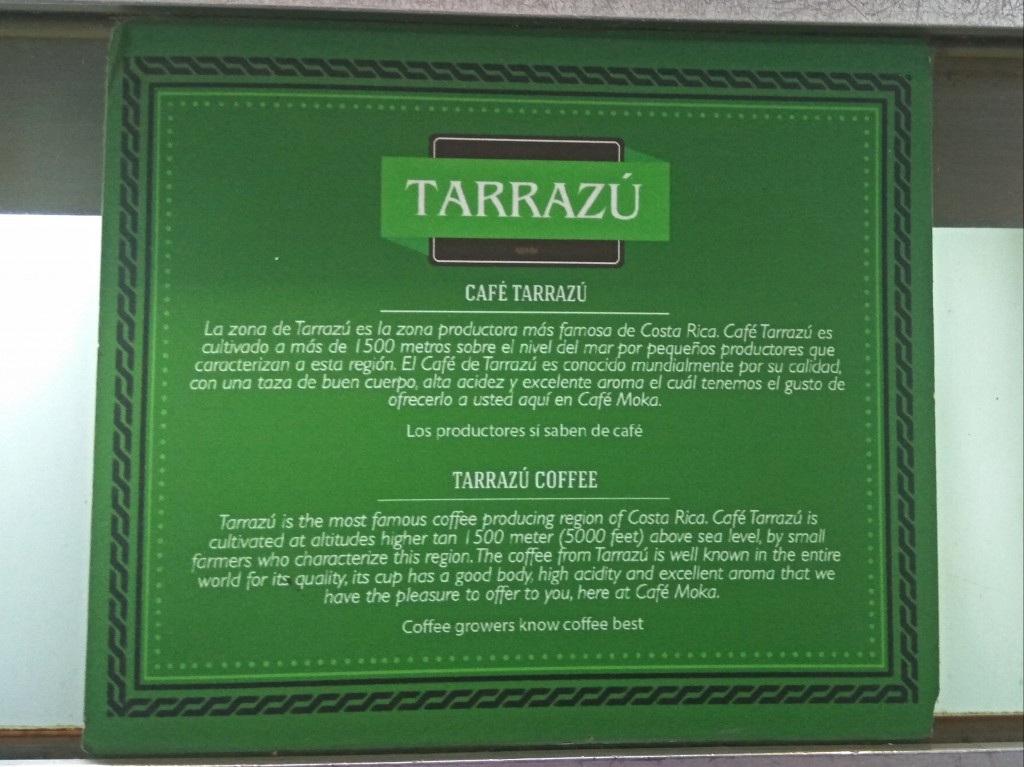 TARRAZÚ
CAFÉ TARRAZÚ
La zona de Tarrazú es la zona productora más famosa de Costa Rica. Café Tarrazú es
cultivado a más de 1500 metros sobre el nivel del mar por pequeños productores que
caracterizan a esta región. El Café de Tarrazú es conocido mundialmente por su calidad,
con una taza de buen cuerpo, alta acidez y excelente aroma el cuál tenemos el gusto de
ofrecerlo a usted aquí en Café Moka.
Los productores sí saben de café
TARRAZÚ COFFEE
Tarrazú is the most famous coffee producing region of Costa Rica. Café Tarrazú is
cultivated at altitudes higher tan 1500 meter (5000 feet) above sea level, by small
farmers who characterize this region. The coffee from Tarrazú is well known in the entire
world for its quality, its cup has a good body, high acidity and excellent aroma that we
have the pleasure to offer to you, here at Café Moka.
Coffee growers know coffee best